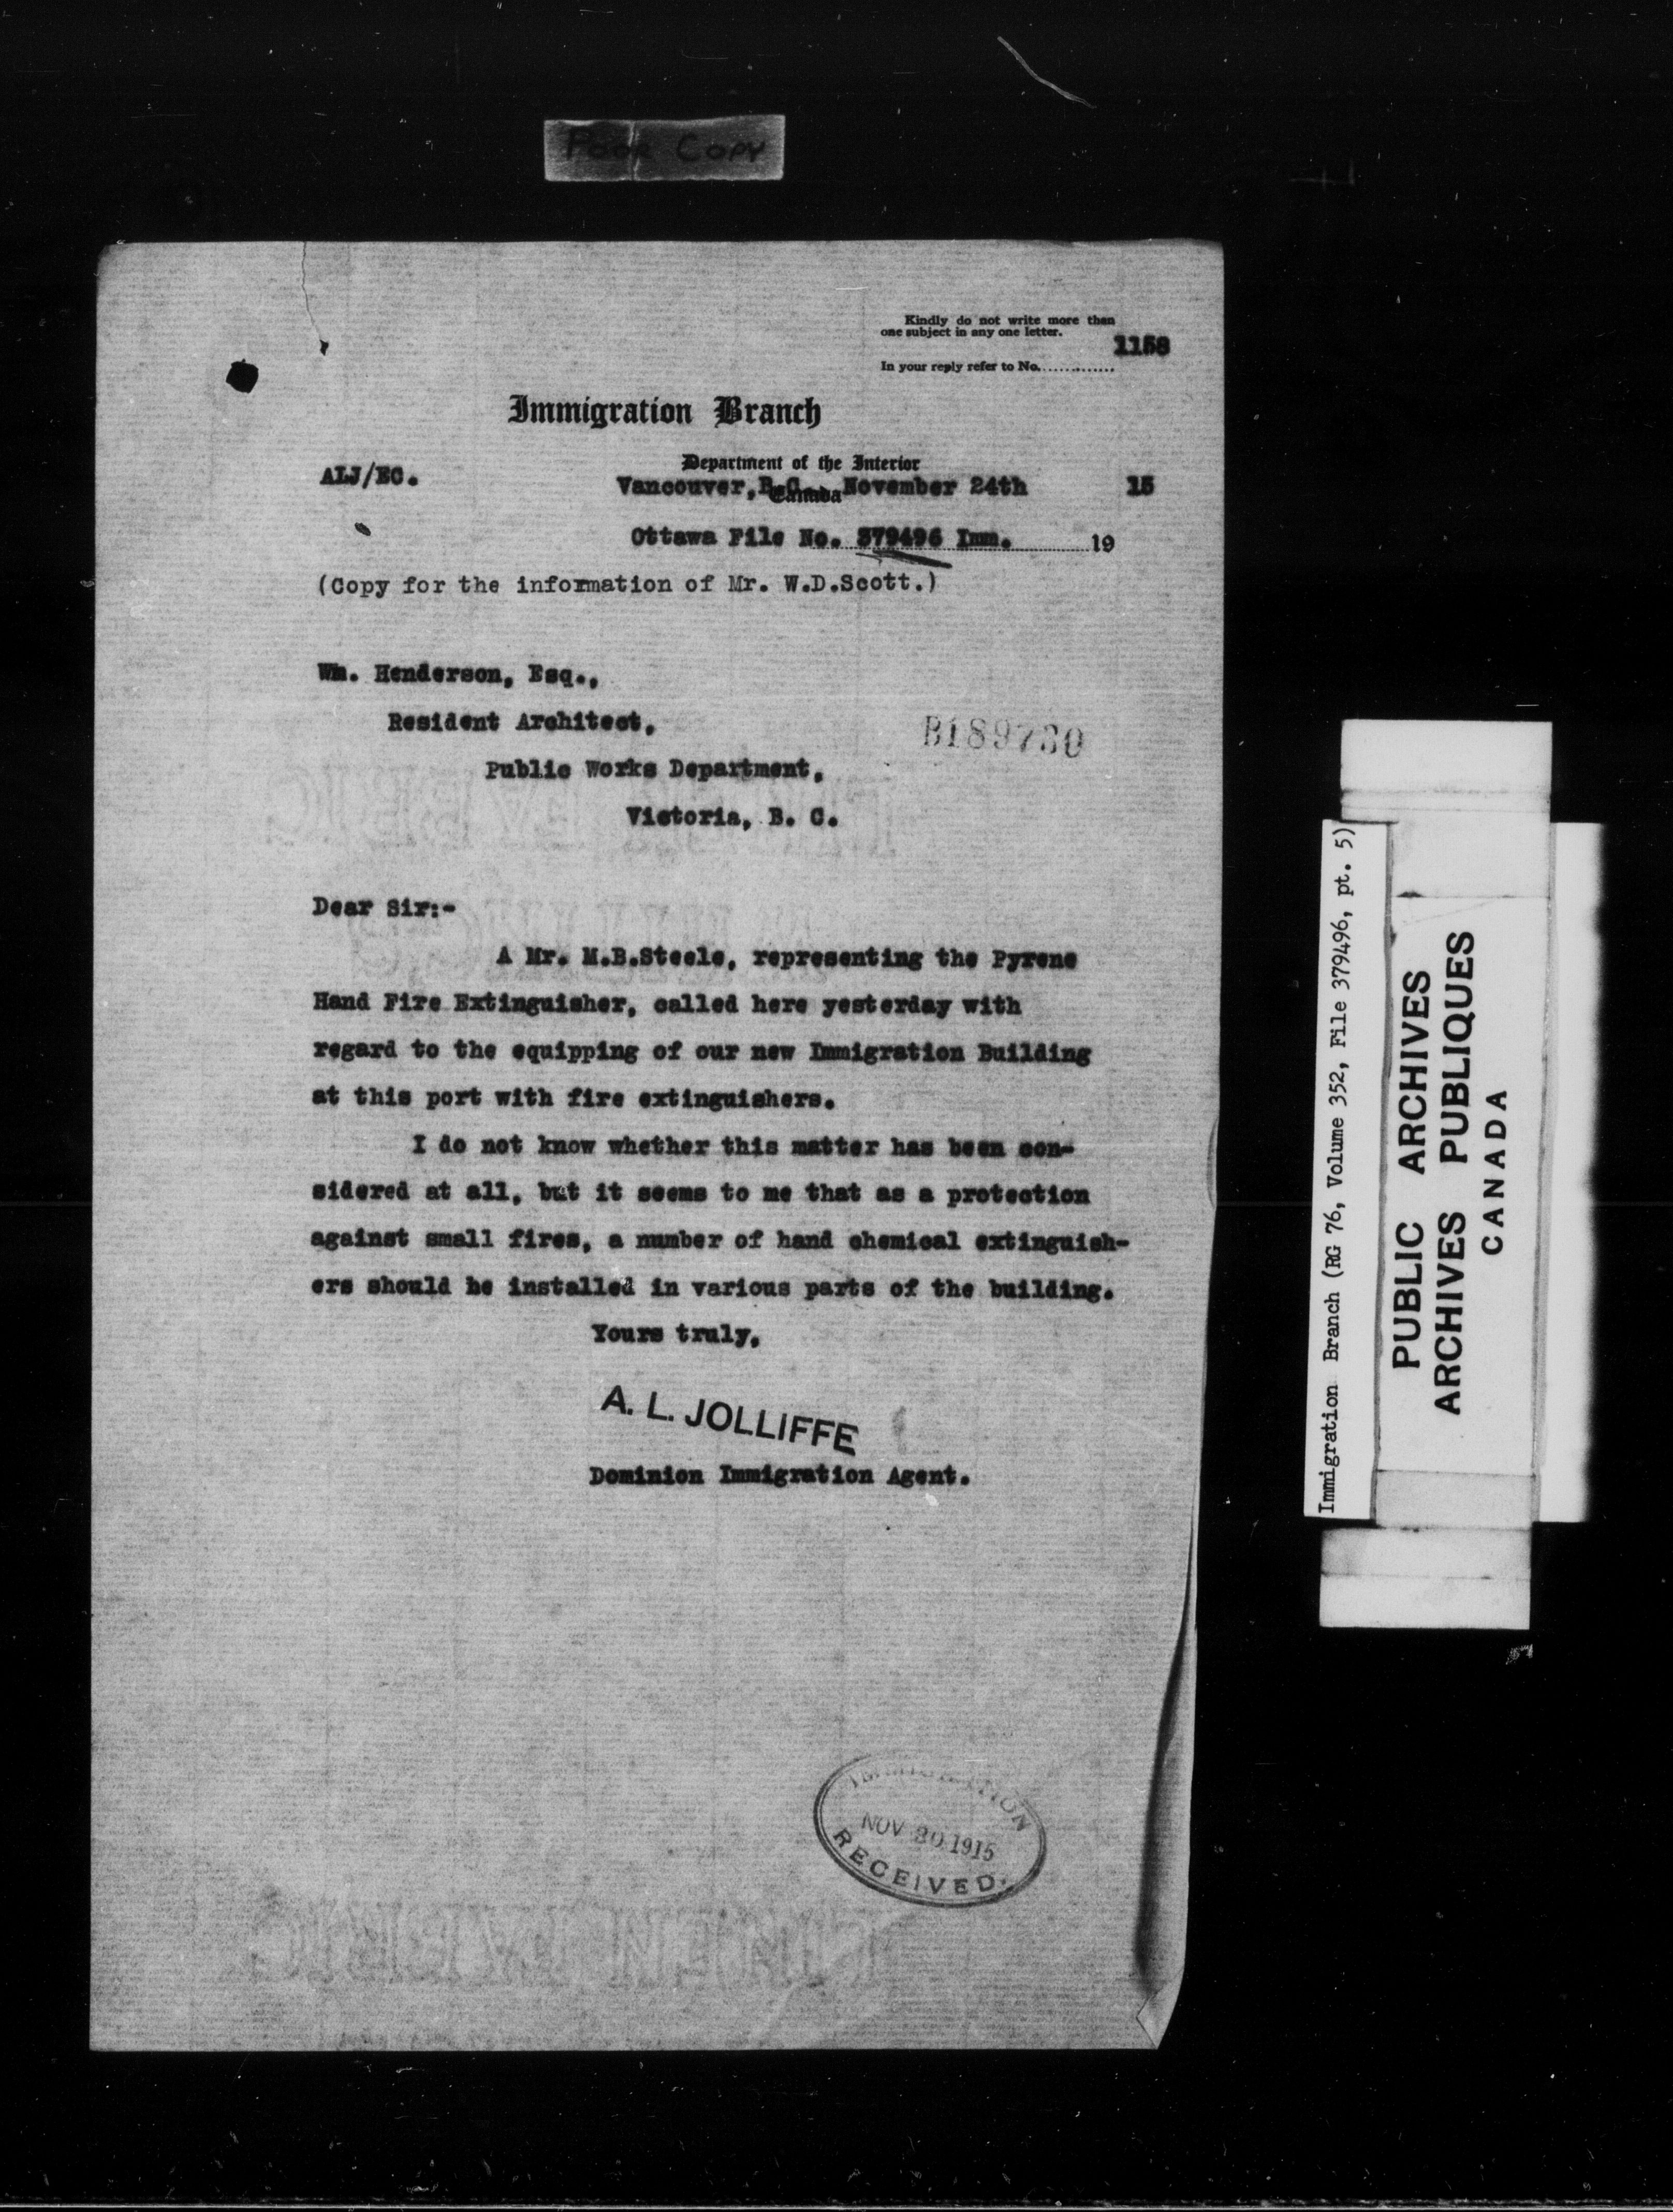 Poor Copy
Kindly do not write more than
one subject in any one letter.
1158
In your reply refer to No...............
Immigration Branch
Department of the Interior
ALJ/EC.
Vancouver, B.C. November 24th 15
Canada
Ottawa File No. 379496 Imm. 19
(Copy for the information of Mr. W.D.Scott.)
Wm. Henderson, Esq.,
Resident Architect,
B189730
Public Works Department,
Victoria, B. C.
Dear Sir:-
A Mr. M.B.Steele, representing the Pyrene
Hand Fire Extinguisher, called here yesterday with
regard to the equipping of our new Immigration Building
at this port with fire extinguishers.
I do not know whether this matter has been con-
sidered at all, but it seems to me that as a protection
against small fires, a number of hand chemical extinguish-
ers should be installed in various parts of the building.
Yours truly,
A. L. JOLLIFFE
Dominion Immigration Agent.
IMMIGRATION
NOV 30 1915
RECEIVED.
Immigration Branch (RG 76, Volume 352, File 379496, pt. 5)
PUBLIC ARCHIVES
ARCHIVES PUBLIQUES
CANADA